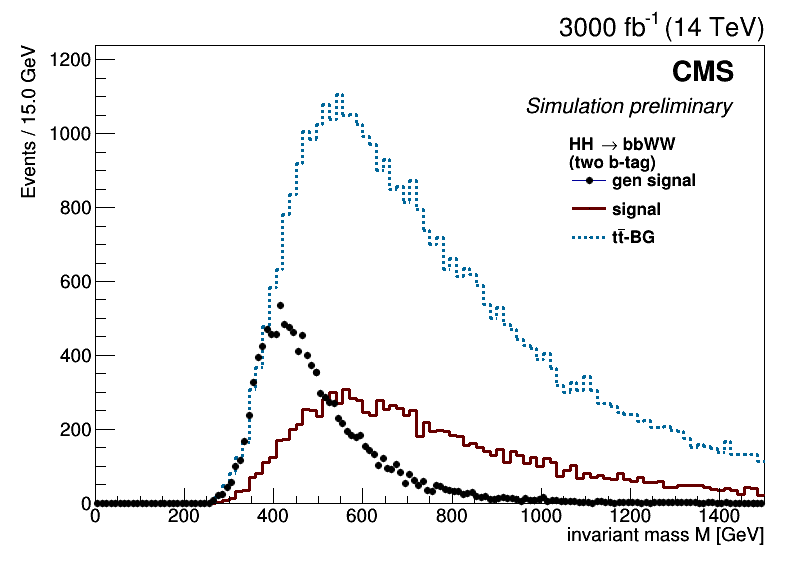 3000 fb-1 (14 TeV)
Events / 15.0 GeV
CMS
Simulation preliminary
HH → bbWW
(two b-tag)
gen signal
signal
tt̄-BG
1200
1000
800
600
400
200
0
0 200 400 600 800 1000 1200 1400
invariant mass M [GeV]